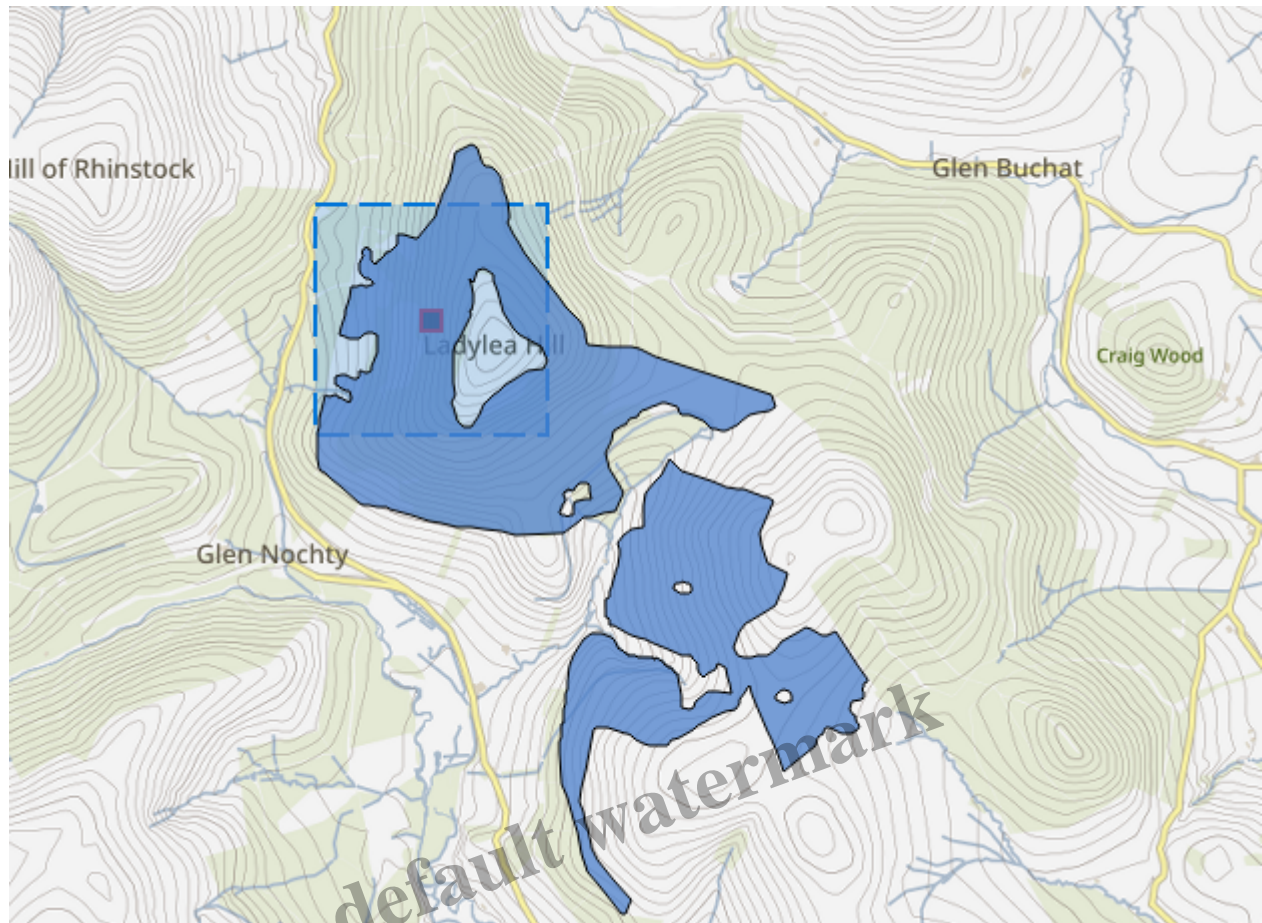 Glen Buchat
ill of Rhinstock
Ladylea Hill
Craig Wood
Glen Nochty
default watermark